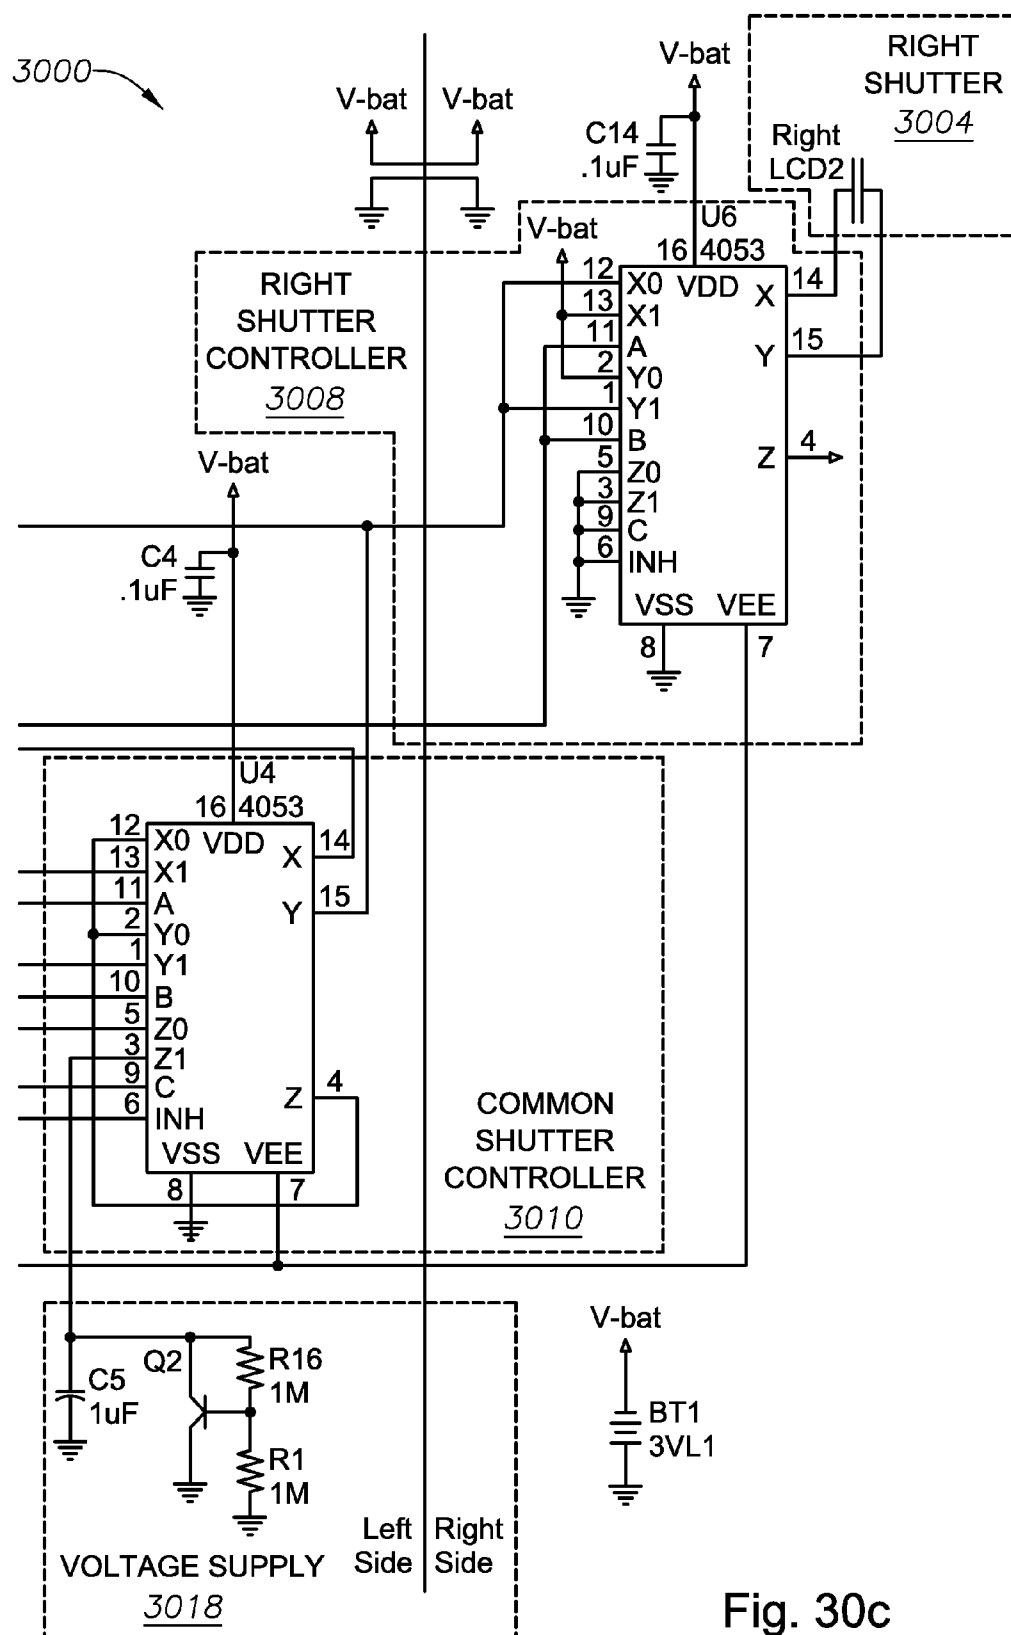 3000
V-bat
V-bat
V-bat
RIGHT
SHUTTER
3004
C14
.1uF
Right
LCD2
U6
4053
16
V-bat
RIGHT
SHUTTER
CONTROLLER
3008
12 X0
VDD
X 14
13 X1
11 A
Y 15
2 Y0
1 Y1
10 B
Z 4
5 Z0
3 Z1
9 C
6 INH
VSS VEE
8 7
V-bat
C4
.1uF
U4
16 4053
12 X0
VDD
X 14
13 X1
11 A
Y 15
2 Y0
1 Y1
10 B
5 Z0
3 Z1
9 C
Z 4
6 INH
VSS VEE
8 7
COMMON
SHUTTER
CONTROLLER
3010
C5
1uF
Q2
R16
1M
R1
1M
V-bat
BT1
3VL1
Left
Side
Right
Side
VOLTAGE SUPPLY
3018
Fig. 30c